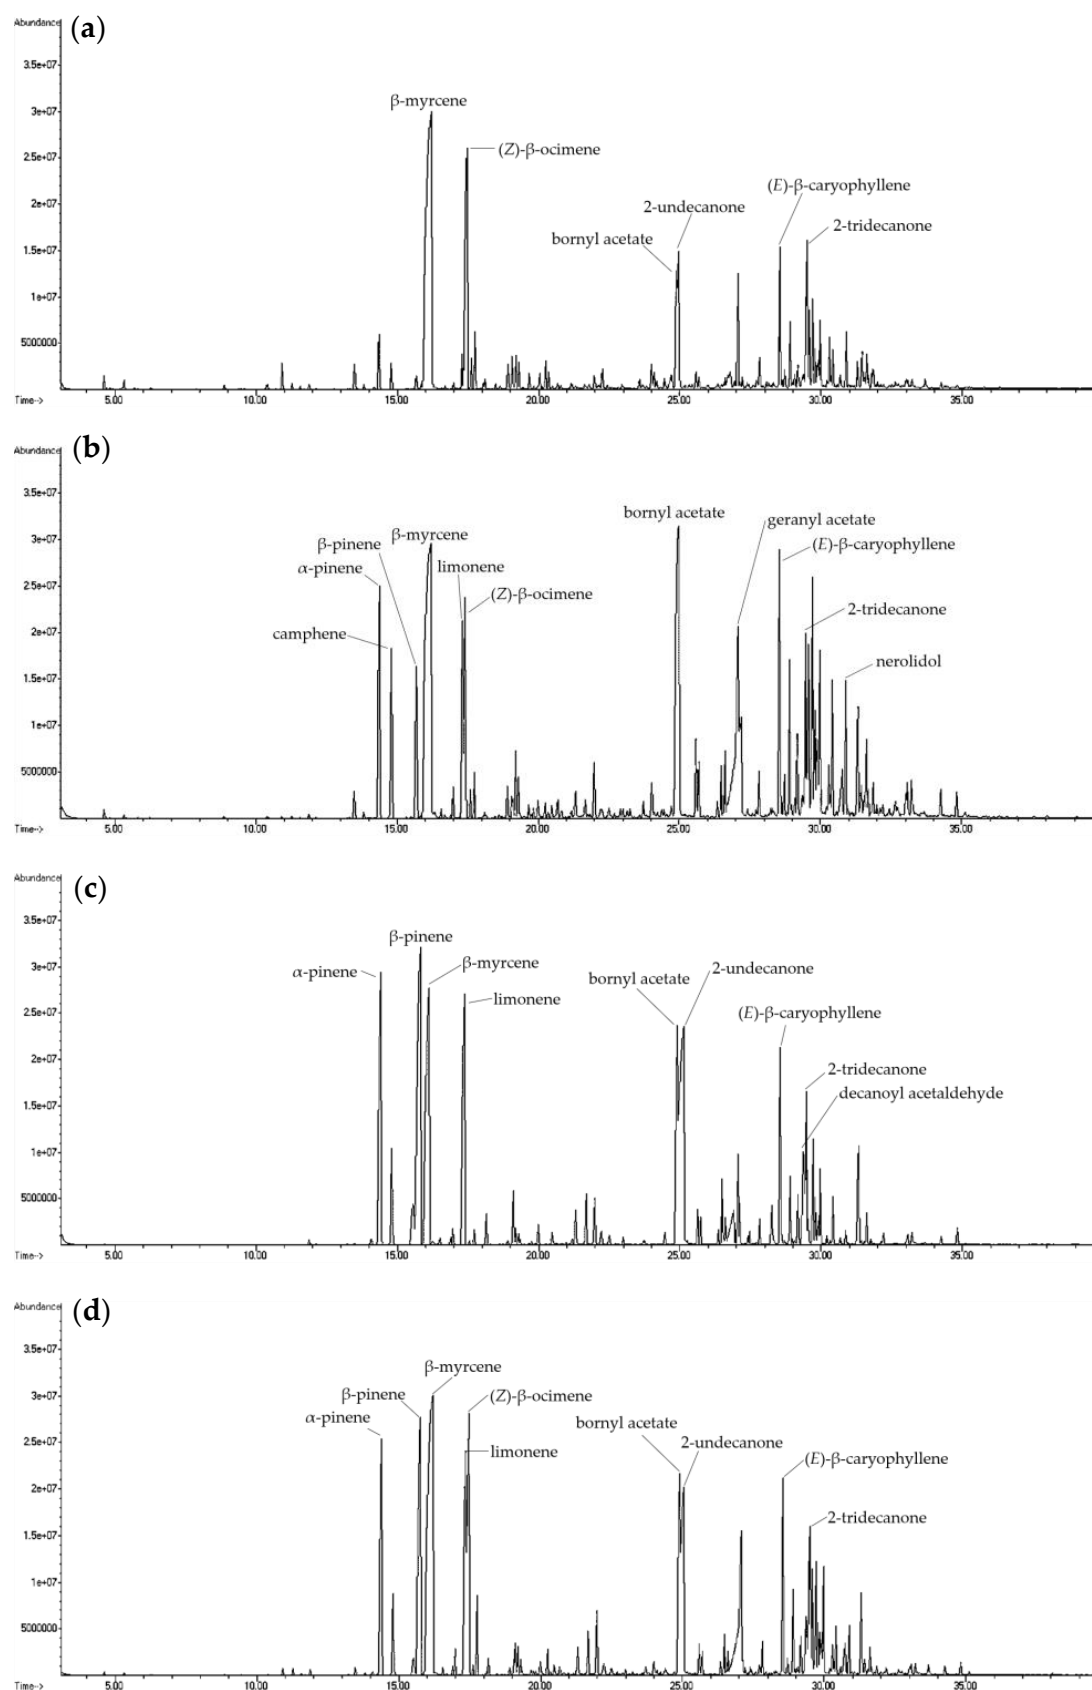 Abundance (a)
3.5e+07
3e+07
2.5e+07
2e+07
1.5e+07
1e+07
5000000
β-myrcene
(Z)-β-ocimene
(E)-β-caryophyllene
2-undecanone
2-tridecanone
bornyl acetate
Time--> 5.00 10.00 15.00 20.00 25.00 30.00 35.00
Abundance (b)
3.5e+07
3e+07
2.5e+07
2e+07
1.5e+07
1e+07
5000000
bornyl acetate
geranyl acetate
β-myrcene
β-pinene
(E)-β-caryophyllene
α-pinene
limonene
(Z)-β-ocimene
2-tridecanone
camphene
nerolidol
Time--> 5.00 10.00 15.00 20.00 25.00 30.00 35.00
Abundance (c)
3.5e+07
3e+07
2.5e+07
2e+07
1.5e+07
1e+07
5000000
β-pinene
β-myrcene
α-pinene
2-undecanone
bornyl acetate
limonene
(E)-β-caryophyllene
2-tridecanone
decanoyl acetaldehyde
Time--> 5.00 10.00 15.00 20.00 25.00 30.00 35.00
Abundance (d)
3.5e+07
3e+07
2.5e+07
2e+07
1.5e+07
1e+07
5000000
β-myrcene
β-pinene
(Z)-β-ocimene
α-pinene
bornyl acetate
2-undecanone
limonene
(E)-β-caryophyllene
2-tridecanone
Time--> 5.00 10.00 15.00 20.00 25.00 30.00 35.00